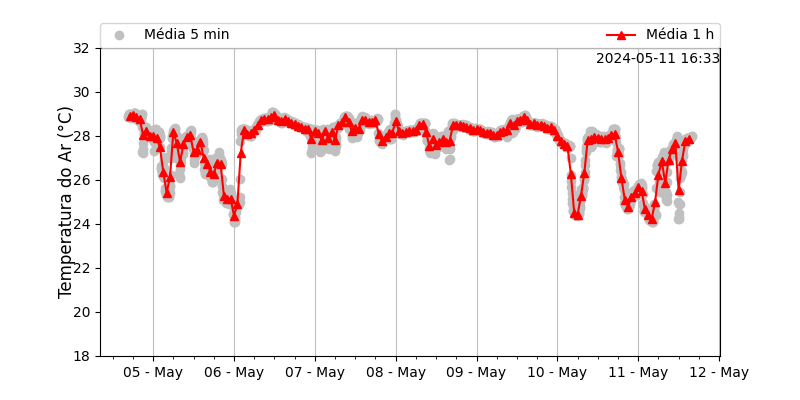 Média 5 min
Média 1 h
2024-05-11 16:33
Temperatura do Ar (°C)
32
30
28
26
24
22
20
18
05 - May
06 - May
07 - May
08 - May
09 - May
10 - May
11 - May
12 - May